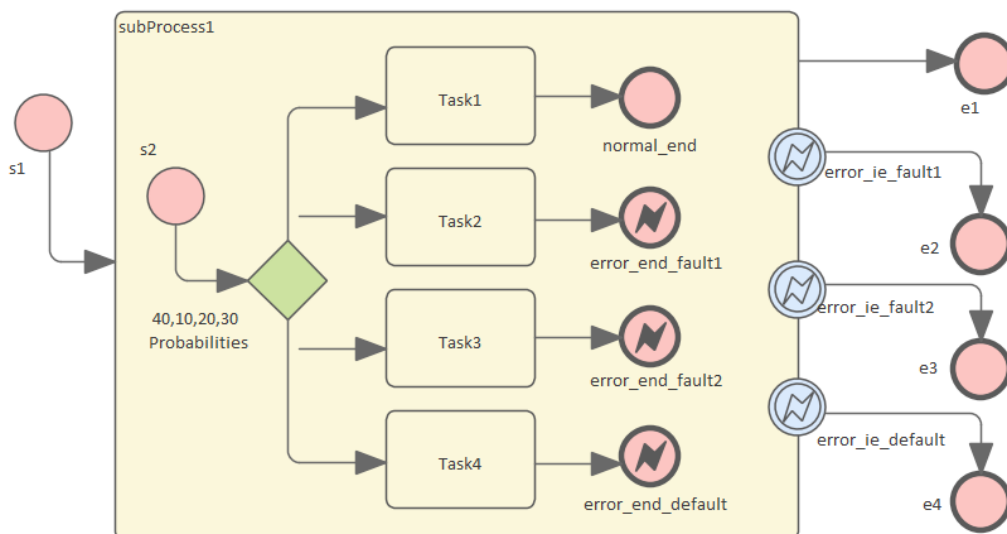 subProcess1
s1
s2
40,10,20,30
Probabilities
Task1
normal_end
Task2
error_end_fault1
Task3
error_end_fault2
Task4
error_end_default
e1
error_ie_fault1
e2
error_ie_fault2
e3
error_ie_default
e4